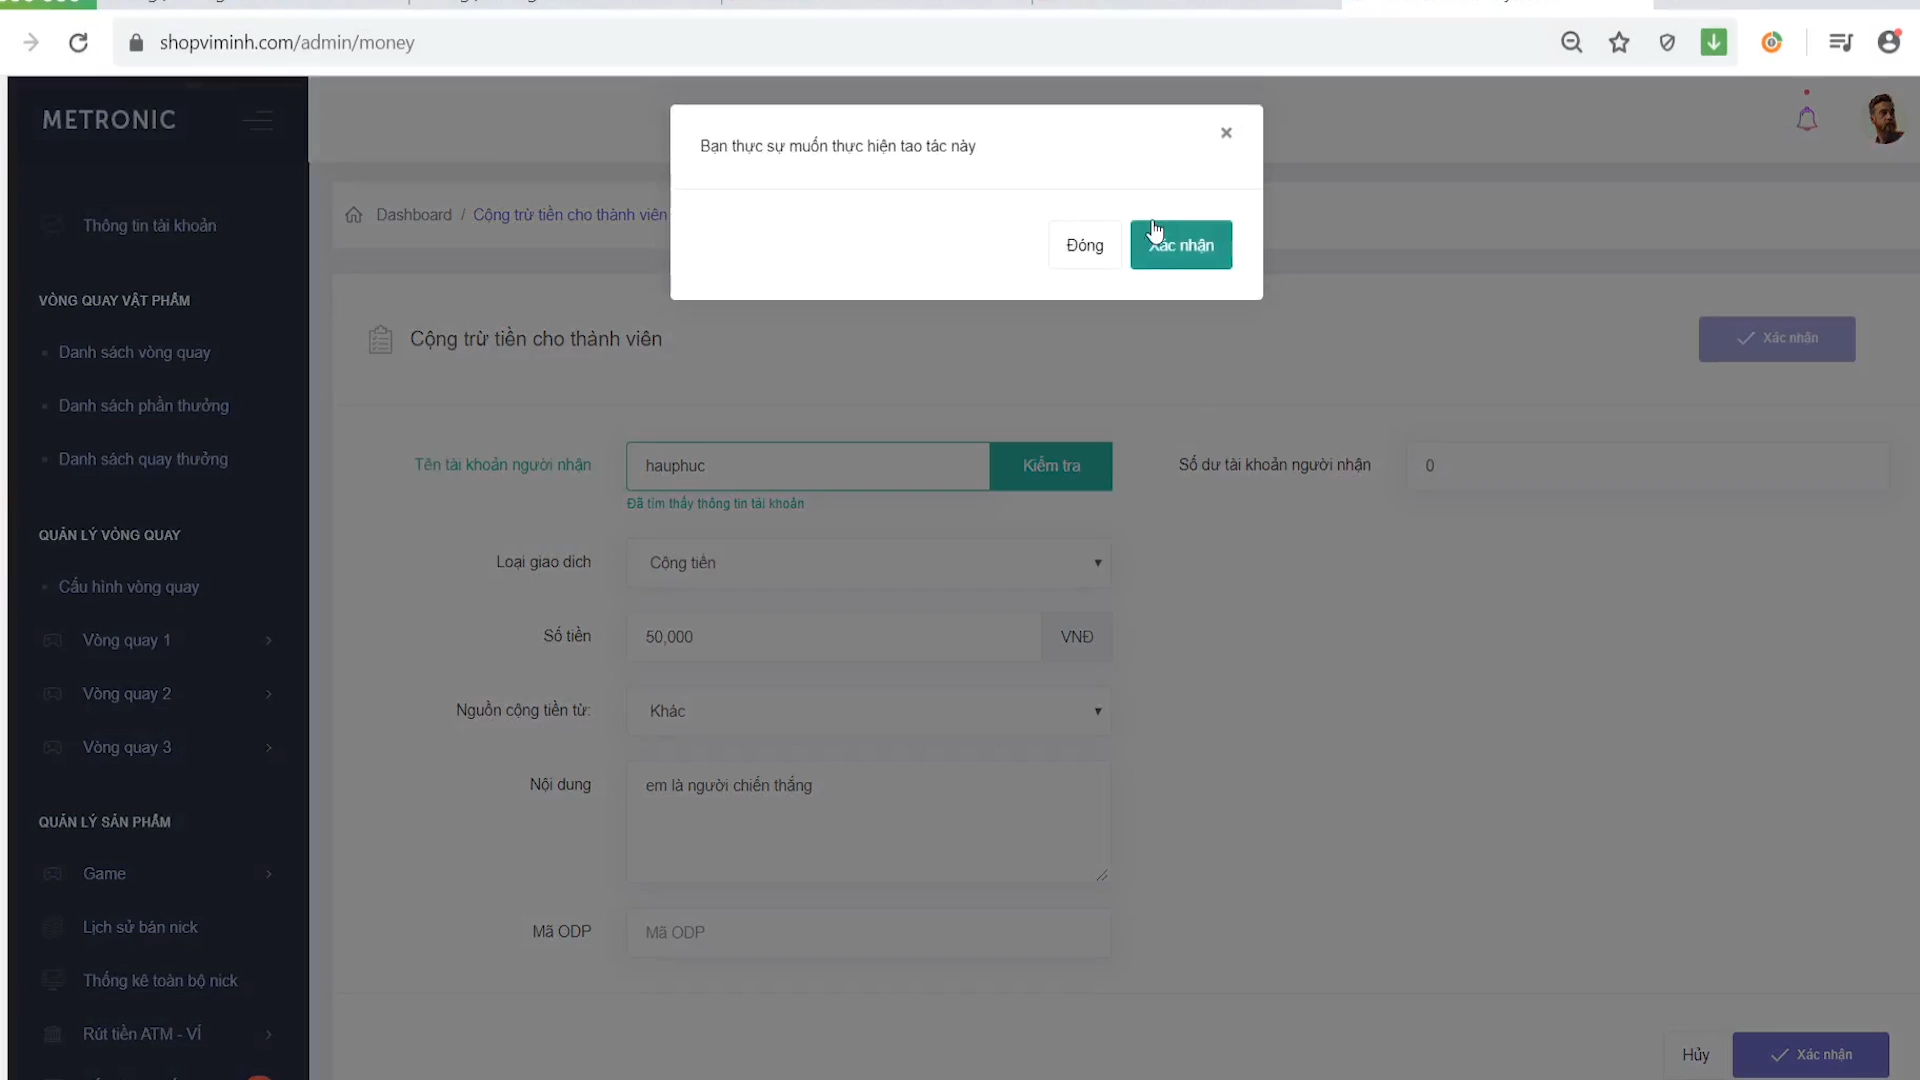 shopviminh.com/admin/money
METRONIC
Bạn thực sự muốn thực hiện tao tác này
×
Đóng
Xác nhận
Thông tin tài khoản
Dashboard / Cộng trừ tiền cho thành viên
VÒNG QUAY VẬT PHẨM
Danh sách vòng quay
Danh sách phần thưởng
Danh sách quay thưởng
QUẢN LÝ VÒNG QUAY
Cấu hình vòng quay
Vòng quay 1
Vòng quay 2
Vòng quay 3
QUẢN LÝ SẢN PHẨM
Game
Lịch sử bán nick
Thống kê toàn bộ nick
Rút tiền ATM - VÍ
Cộng trừ tiền cho thành viên
Xác nhận
Tên tài khoản người nhận
hauphuc
Kiểm tra
Số dư tài khoản người nhận
0
Đã tìm thấy thông tin tài khoản
Loại giao dich
Cộng tiền
Số tiền
50,000
VNĐ
Nguồn cộng tiền từ:
Khác
Nội dung
em là người chiến thắng
Mã ODP
Mã ODP
Hủy
Xác nhận